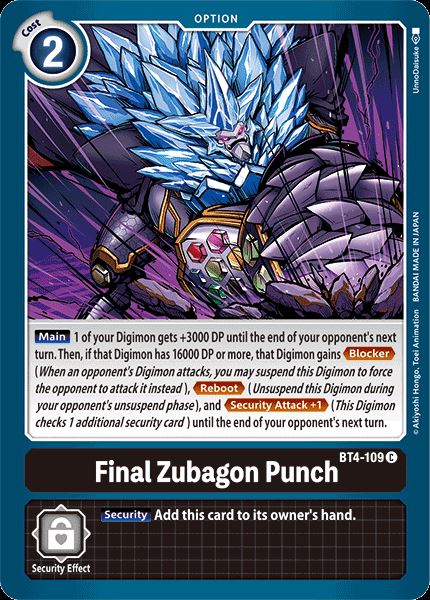 OPTION
Cost
2
UnnoDaisuke
Main 1 of your Digimon gets +3000 DP until the end of your opponent's next
turn. Then, if that Digimon has 16000 DP or more, that Digimon gains Blocker
(When an opponent's Digimon attacks, you may suspend this Digimon to force
the opponent to attack it instead), Reboot (Unsuspend this Digimon during
your opponent's unsuspend phase), and Security Attack +1 (This Digimon
checks 1 additional security card) until the end of your opponent's next turn.
© Akiyoshi Hongo, Toei Animation BANDAI MADE IN JAPAN
BT4-109 C
Final Zubagon Punch
Security Add this card to its owner's hand.
Security Effect